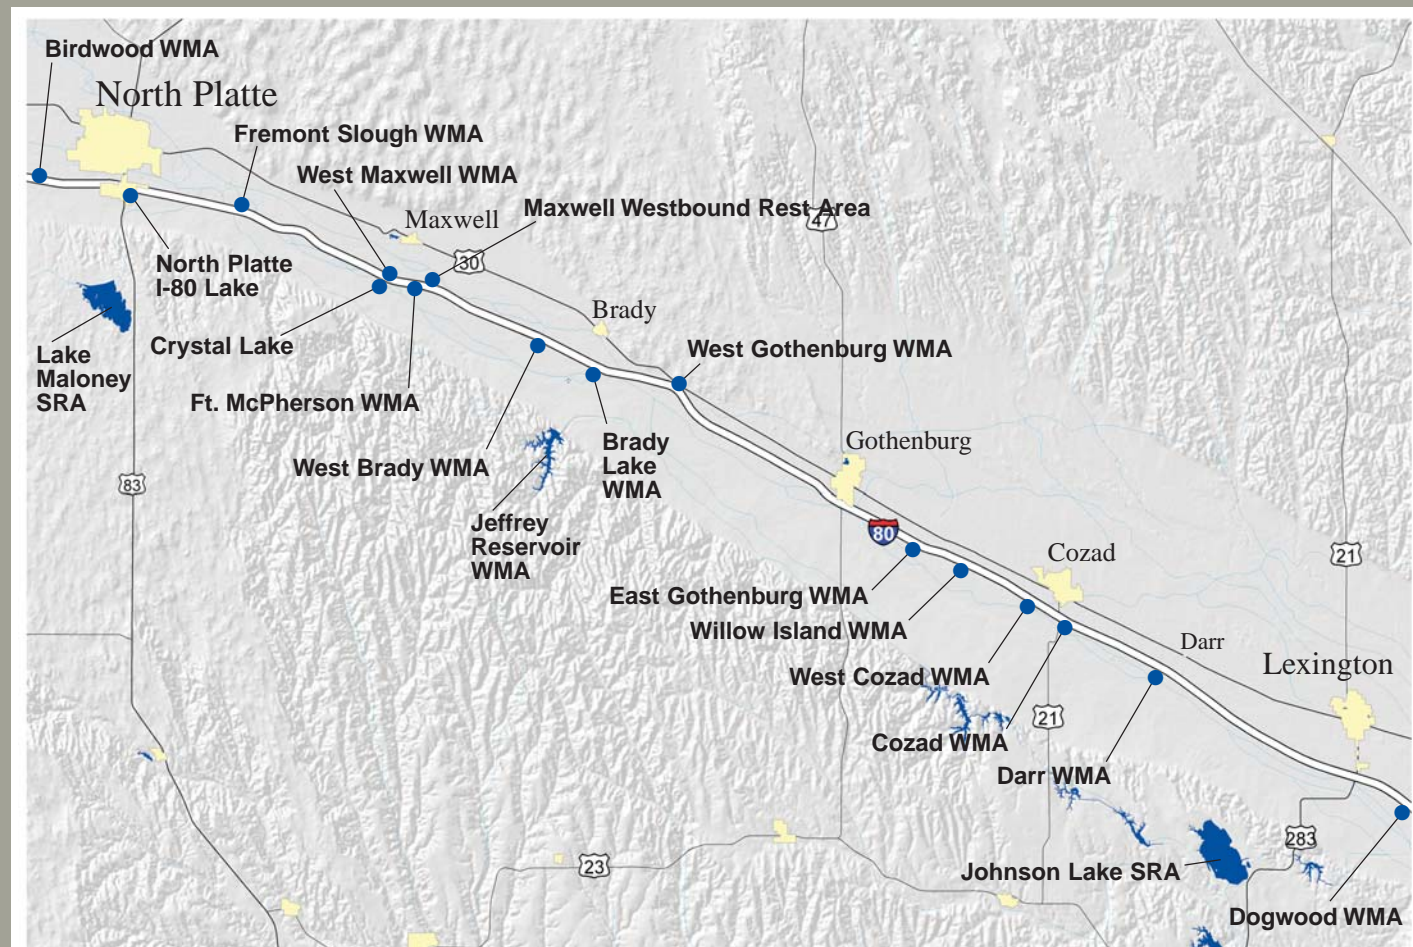 Birdwood WMA
North Platte
Fremont Slough WMA
West Maxwell WMA
Maxwell Westbound Rest Area
Maxwell
47
30
North Platte
I-80 Lake
Crystal Lake
Lake
Maloney
SRA
Ft. McPherson WMA
Brady
West Gothenburg WMA
83
West Brady WMA
Brady
Lake
WMA
Gothenburg
Jeffrey
Reservoir
WMA
80
21
Cozad
East Gothenburg WMA
Willow Island WMA
Darr
Lexington
West Cozad WMA
21
Cozad WMA
Darr WMA
283
23
Johnson Lake SRA
Dogwood WMA